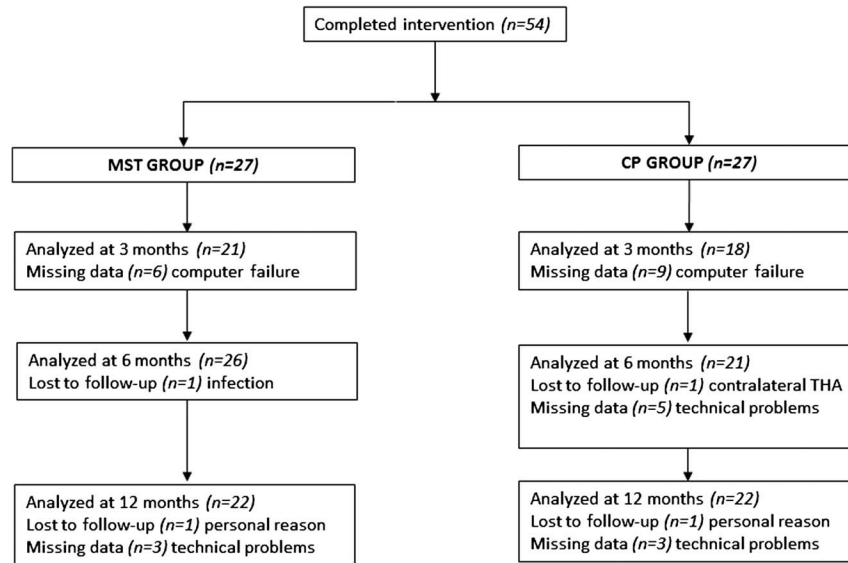 Completed intervention (n=54)
MST GROUP (n=27)
CP GROUP (n=27)
Analyzed at 3 months (n=21)
Missing data (n=6) computer failure
Analyzed at 3 months (n=18)
Missing data (n=9) computer failure
Analyzed at 6 months (n=26)
Lost to follow-up (n=1) infection
Analyzed at 6 months (n=21)
Lost to follow-up (n=1) contralateral THA
Missing data (n=5) technical problems
Analyzed at 12 months (n=22)
Lost to follow-up (n=1) personal reason
Missing data (n=3) technical problems
Analyzed at 12 months (n=22)
Lost to follow-up (n=1) personal reason
Missing data (n=3) technical problems